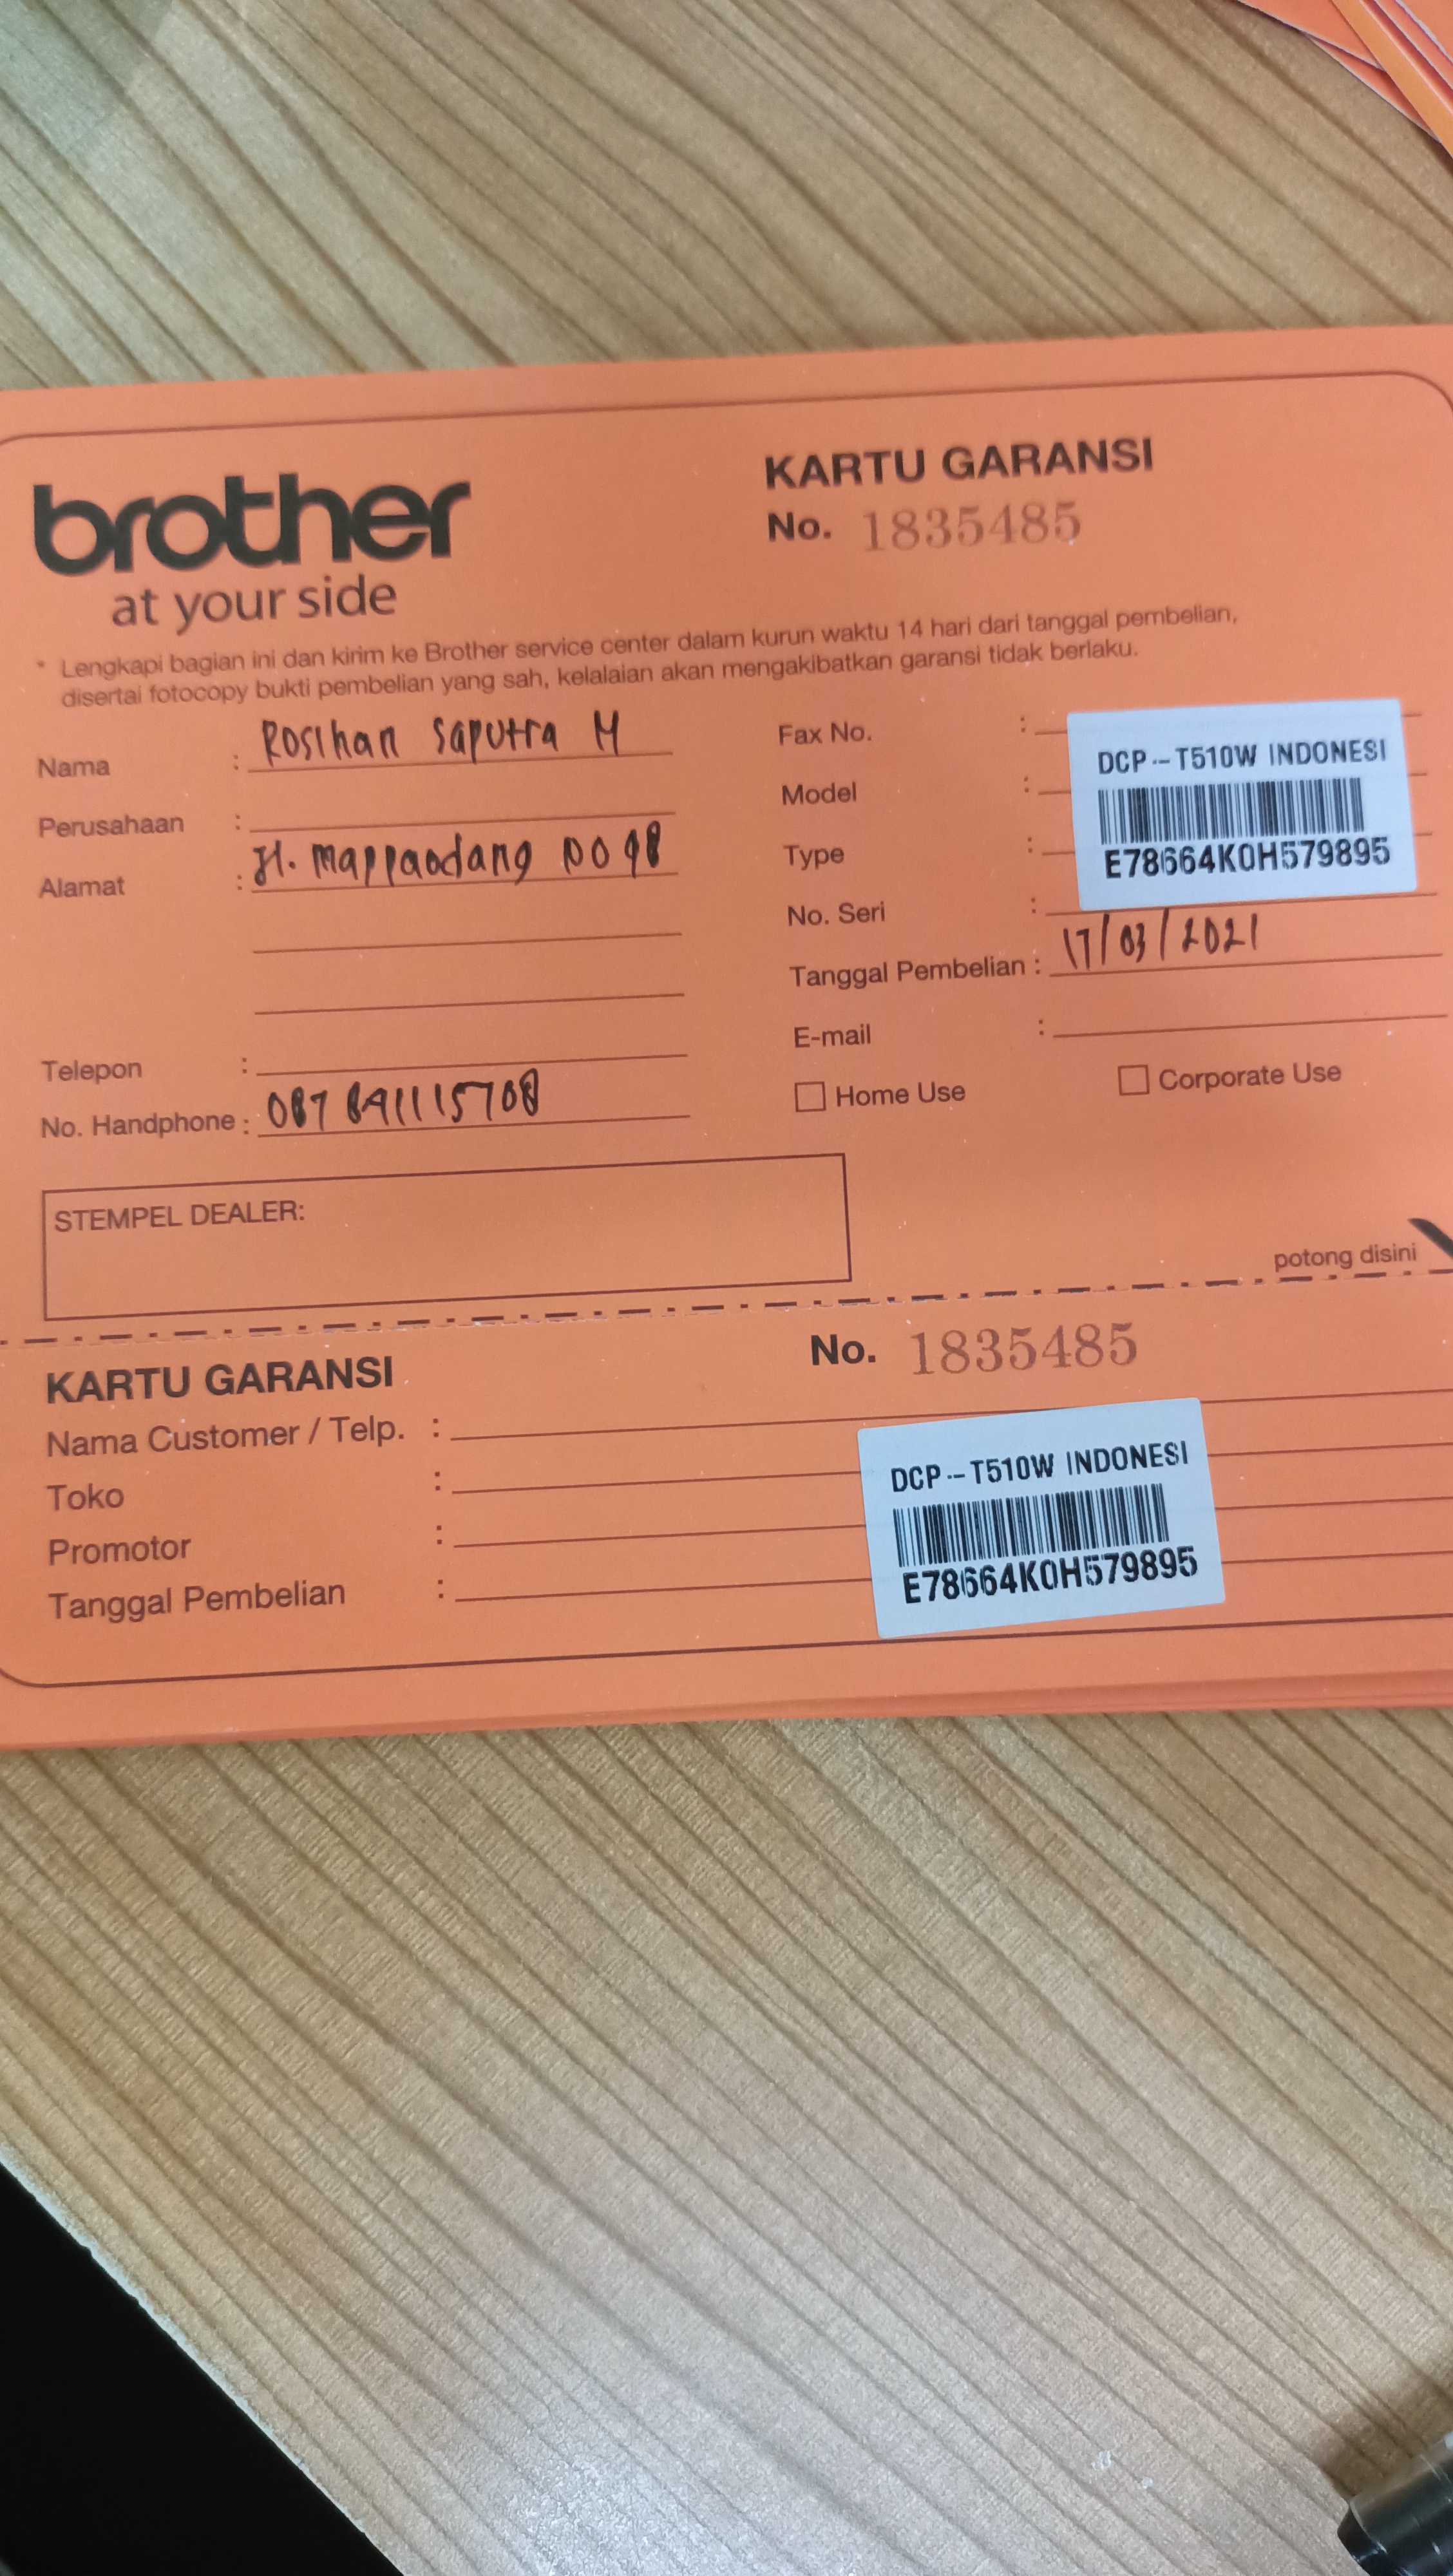 brother
at your side
KARTU GARANSI
No. 1835485
* Lengkapi bagian ini dan kirim ke Brother service center dalam kurun waktu 14 hari dari tanggal pembelian,
disertai fotocopy bukti pembelian yang sah, kelalaian akan mengakibatkan garansi tidak berlaku.
Nama : Rosihan Saputra M
Perusahaan :
Alamat : Jl. mappaodang no 98
Telepon :
No. Handphone : 087 841115708
Fax No. :
Model :
Type :
No. Seri :
DCP-T510W INDONESI
E78664K0H579895
Tanggal Pembelian : 17/03/2021
E-mail :
Home Use
Corporate Use
STEMPEL DEALER:
potong disini
KARTU GARANSI
No. 1835485
Nama Customer / Telp. :
Toko :
Promotor :
Tanggal Pembelian :
DCP-T510W INDONESI
E78664K0H579895